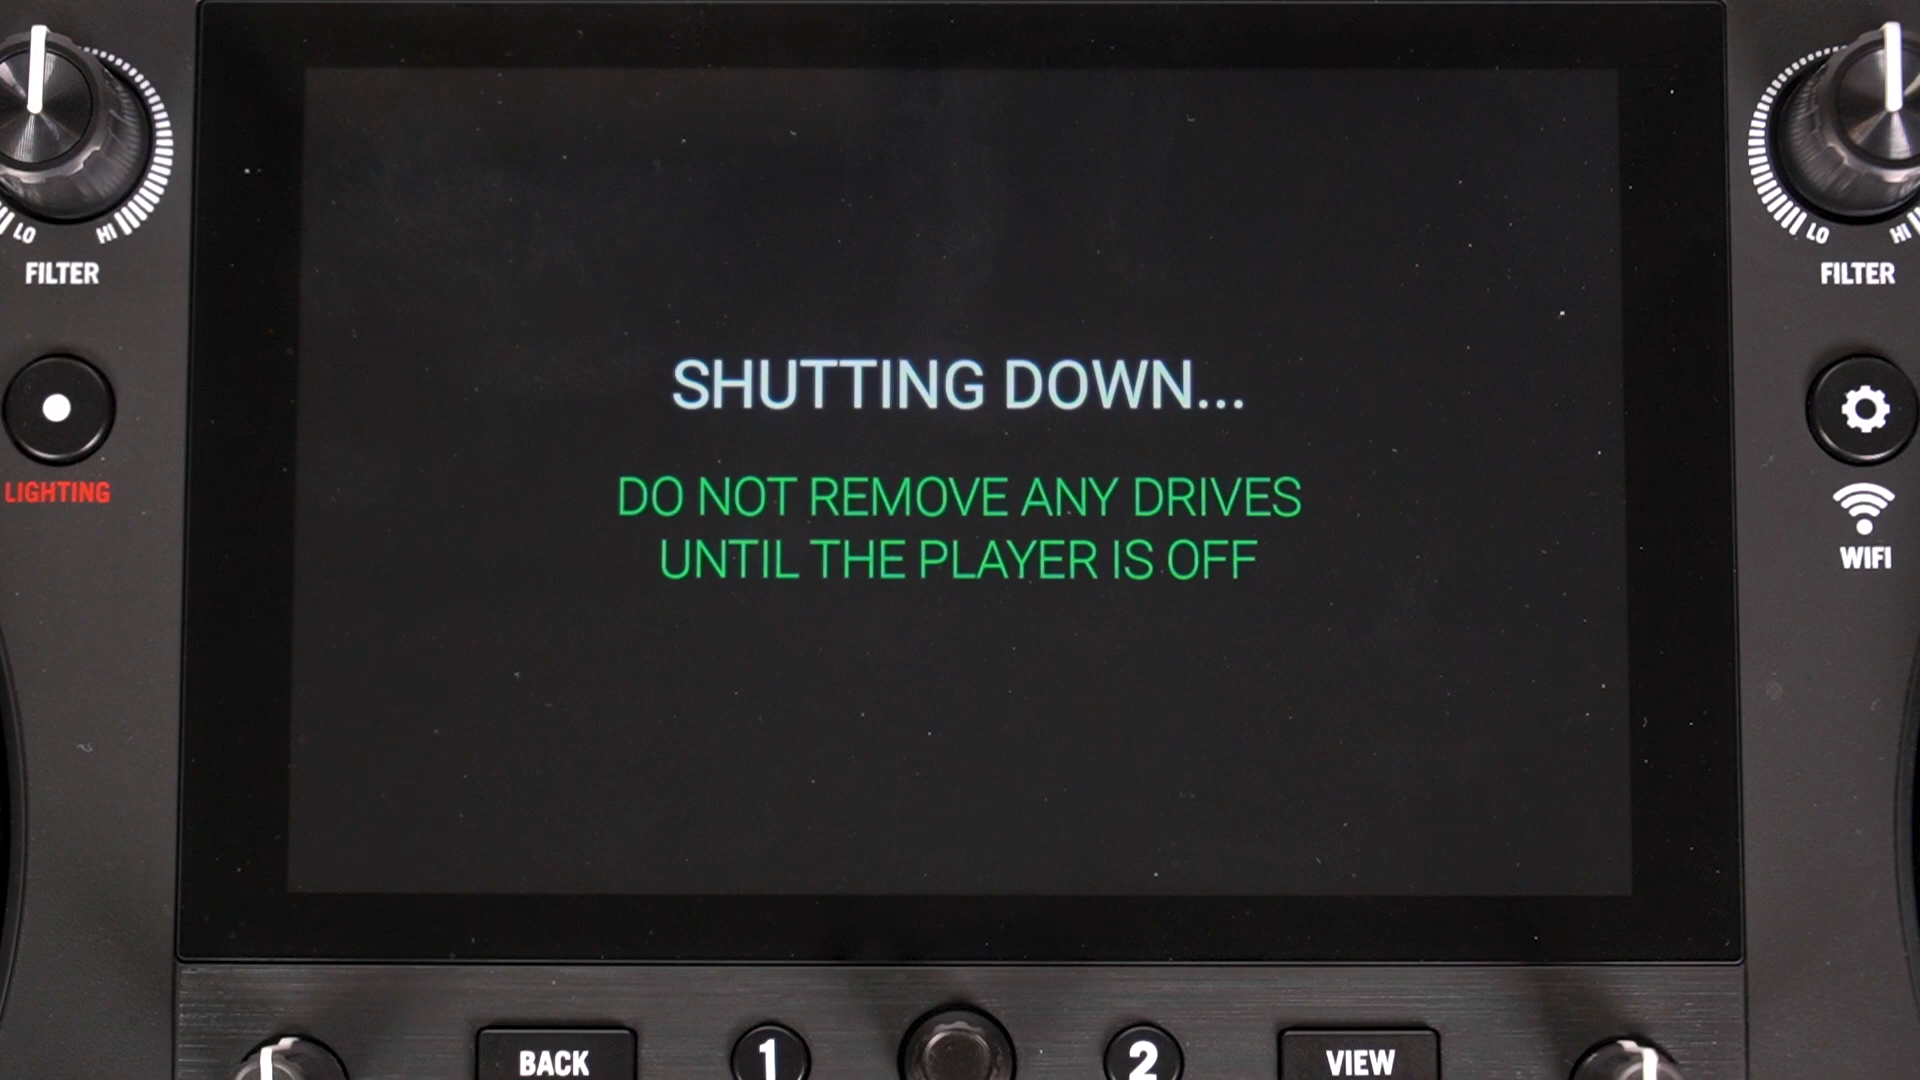 LO HI
FILTER
LO HI
FILTER
LIGHTING
WIFI
SHUTTING DOWN...
DO NOT REMOVE ANY DRIVES
UNTIL THE PLAYER IS OFF
BACK
1
2
VIEW